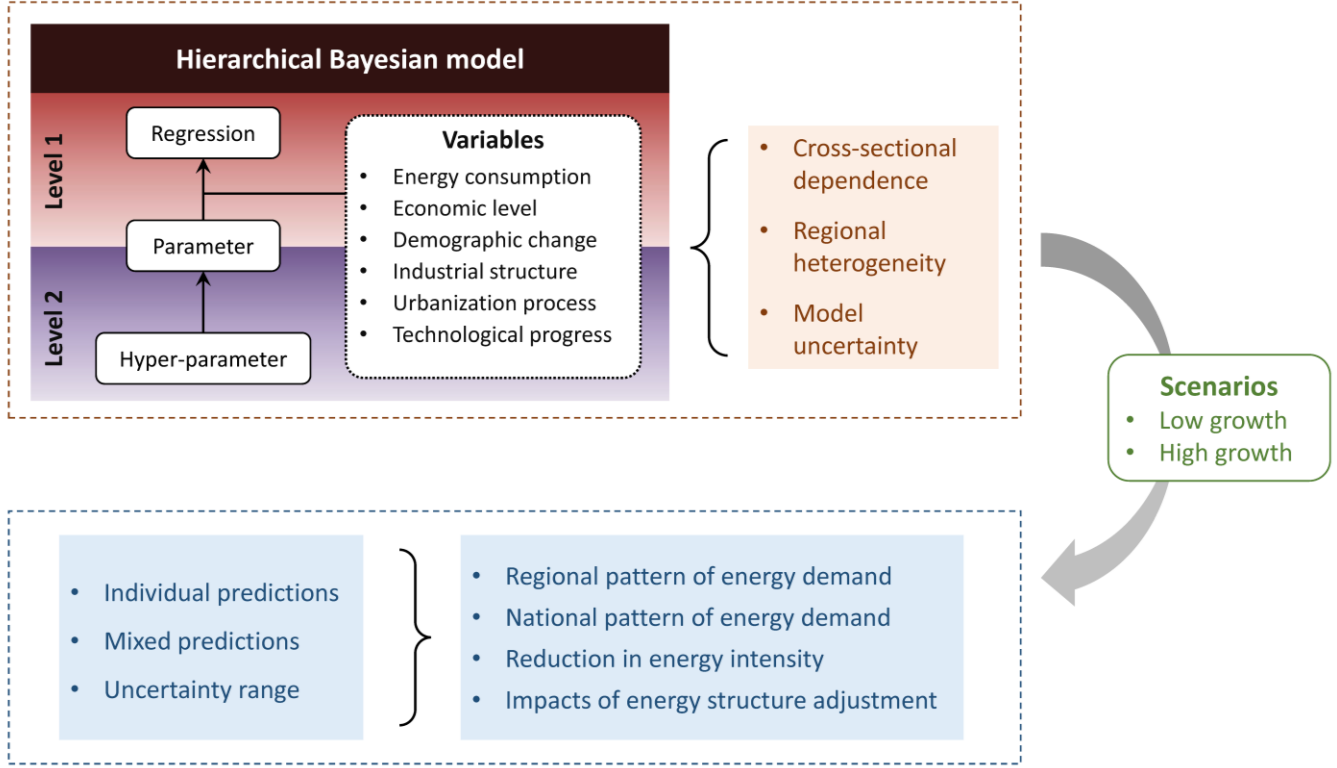 Hierarchical Bayesian model
Level 1
Level 2
Regression
Parameter
Hyper-parameter
Variables
• Energy consumption
• Economic level
• Demographic change
• Industrial structure
• Urbanization process
• Technological progress
• Cross-sectional
dependence
• Regional
heterogeneity
• Model
uncertainty
Scenarios
• Low growth
• High growth
• Individual predictions
• Mixed predictions
• Uncertainty range
• Regional pattern of energy demand
• National pattern of energy demand
• Reduction in energy intensity
• Impacts of energy structure adjustment